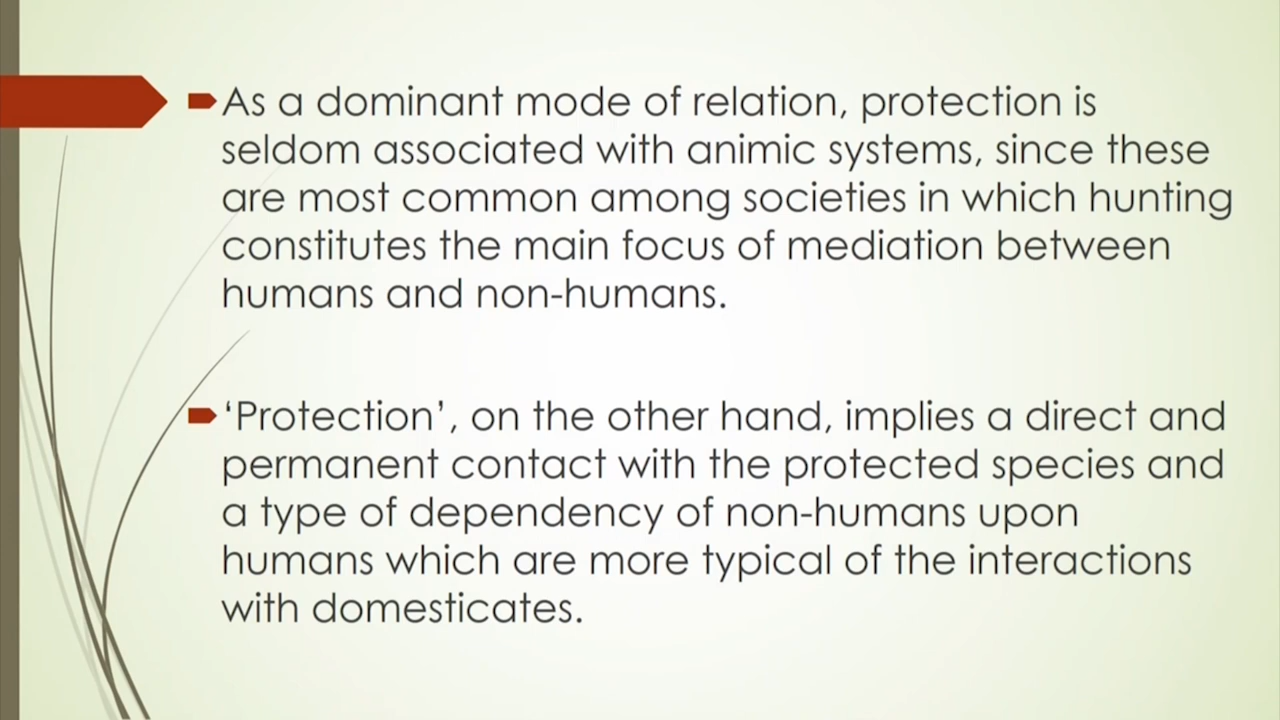 As a dominant mode of relation, protection is
seldom associated with animic systems, since these
are most common among societies in which hunting
constitutes the main focus of mediation between
humans and non-humans.
‘Protection’, on the other hand, implies a direct and
permanent contact with the protected species and
a type of dependency of non-humans upon
humans which are more typical of the interactions
with domesticates.